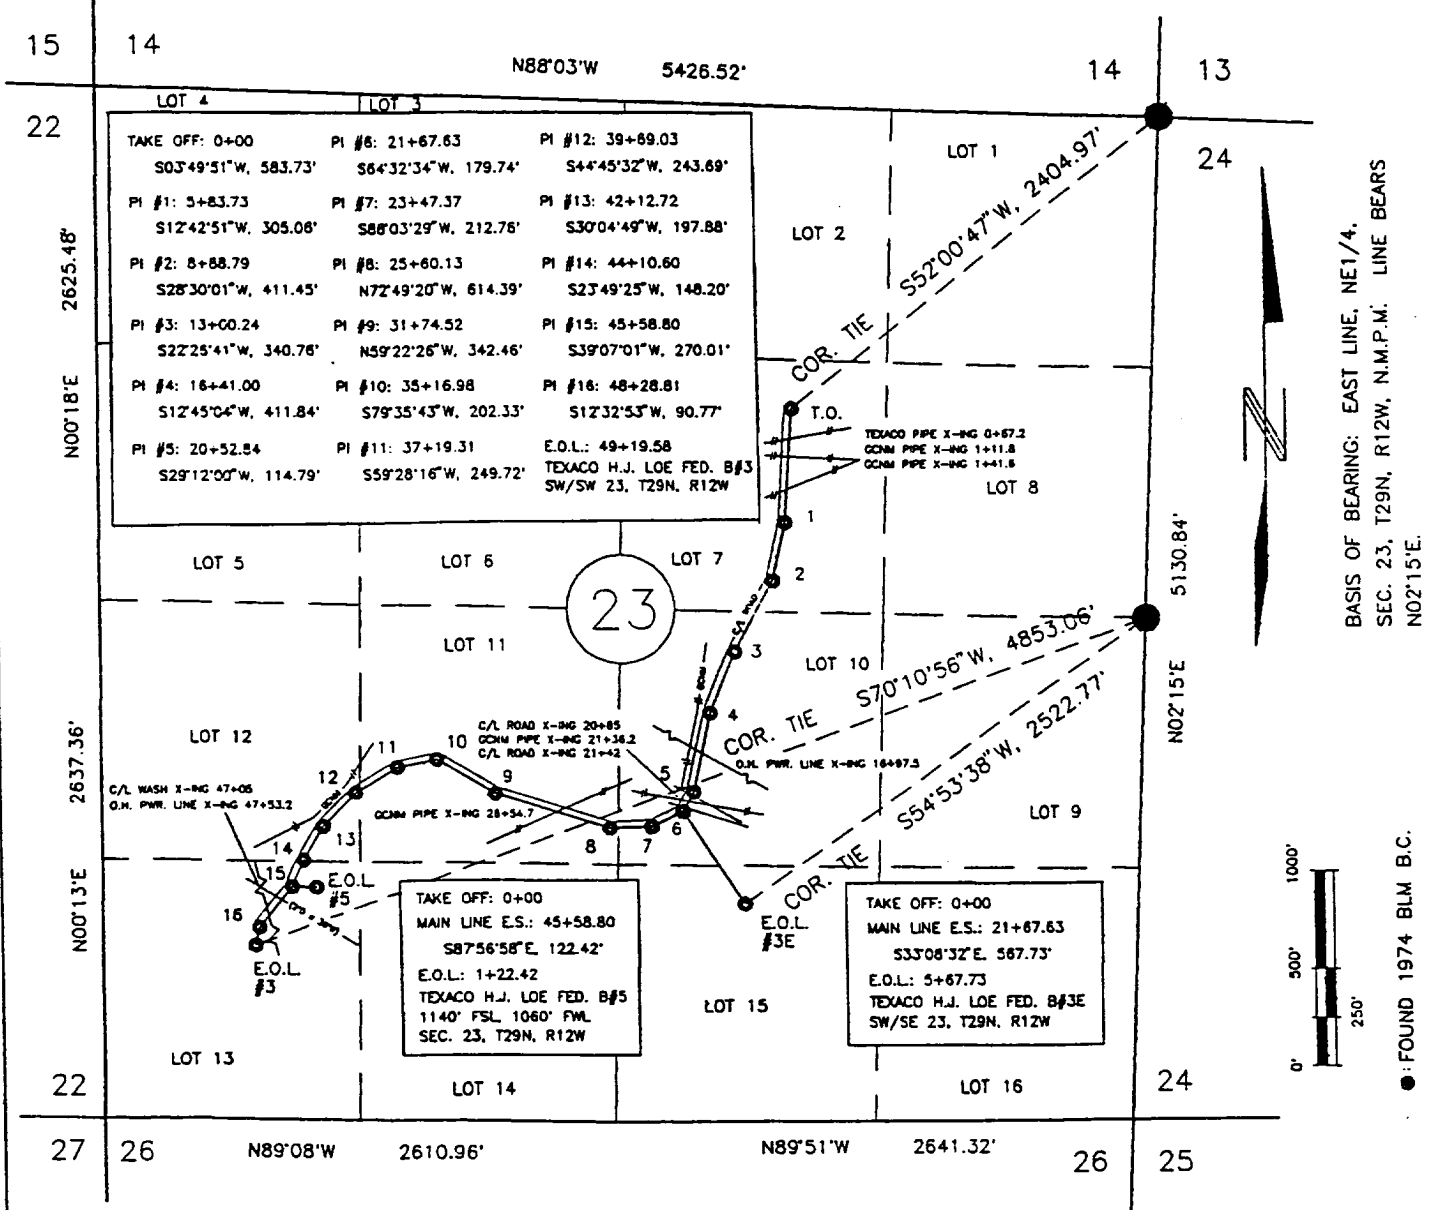 15 14
N88°03'W 5426.52'
14 13
22
LOT 4
LOT 3
24
LOT 1
LOT 2
TAKE OFF: 0+00
S03°49'51"W, 583.73'
PI #1: 5+83.73
S12°42'51"W, 305.06'
PI #2: 8+88.79
S28°30'01"W, 411.45'
PI #3: 13+00.24
S22°25'41"W, 340.76'
PI #4: 16+41.00
S12°45'04"W, 411.84'
PI #5: 20+52.84
S29°12'00"W, 114.79'
PI #6: 21+67.63
S64°32'34"W, 179.74'
PI #7: 23+47.37
S88°03'29"W, 212.76'
PI #8: 25+60.13
N72°49'20"W, 614.39'
PI #9: 31+74.52
N59°22'26"W, 342.46'
PI #10: 35+16.98
S79°35'43"W, 202.33'
PI #11: 37+19.31
S59°28'16"W, 249.72'
PI #12: 39+69.03
S44°45'32"W, 243.69'
PI #13: 42+12.72
S30°04'49"W, 197.88'
PI #14: 44+10.60
S23°49'25"W, 148.20'
PI #15: 45+58.80
S39°07'01"W, 270.01'
PI #16: 48+28.81
S12°32'53"W, 90.77'
E.O.L: 49+19.58
TEXACO H.J. LOE FED. B#3
SW/SW 23, T29N, R12W
N00°18'E 2625.48'
COR. TIE S52°00'47"W, 2404.97'
T.O.
TEXACO PIPE X-ING 0+67.2
GCNM PIPE X-ING 1+11.8
GCNM PIPE X-ING 1+41.6
LOT 8
1
LOT 5
LOT 6
LOT 7
2
23
C/L ROAD
3
LOT 11
LOT 10
GCNM
4
COR. TIE S70°10'56"W, 4853.06'
COR. TIE S54°53'38"W, 2522.77'
N02°15'E 5130.84'
LOT 12
C/L ROAD X-ING 20+65
GCNM PIPE X-ING 21+36.2
C/L ROAD X-ING 21+42
O.H. PWR. LINE X-ING 16+97.5
N00°13'E 2637.36'
C/L WASH X-ING 47+05
O.H. PWR. LINE X-ING 47+53.2
12 11 10 9
5
GCNM
GCNM PIPE X-ING 26+54.7
LOT 9
13
8 7 6
14
15
E.O.L
#5
16
E.O.L
#3
E.O.L
#3E
TAKE OFF: 0+00
MAIN LINE E.S.: 45+58.80
S87°56'58"E, 122.42'
E.O.L: 1+22.42
TEXACO H.J. LOE FED. B#5
1140' FSL, 1060' FWL
SEC. 23, T29N, R12W
TAKE OFF: 0+00
MAIN LINE E.S.: 21+67.63
S33°08'32"E, 567.73'
E.O.L: 5+67.73
TEXACO H.J. LOE FED. B#3E
SW/SE 23, T29N, R12W
LOT 15
LOT 13
LOT 14
LOT 16
22
24
27 26
N89°08'W 2610.96'
N89°51'W 2641.32'
26 25
N
BASIS OF BEARING: EAST LINE, NE1/4,
SEC. 23, T29N, R12W, N.M.P.M. LINE BEARS
N02°15'E.
0' 250' 500' 1000'
●: FOUND 1974 BLM B.C.